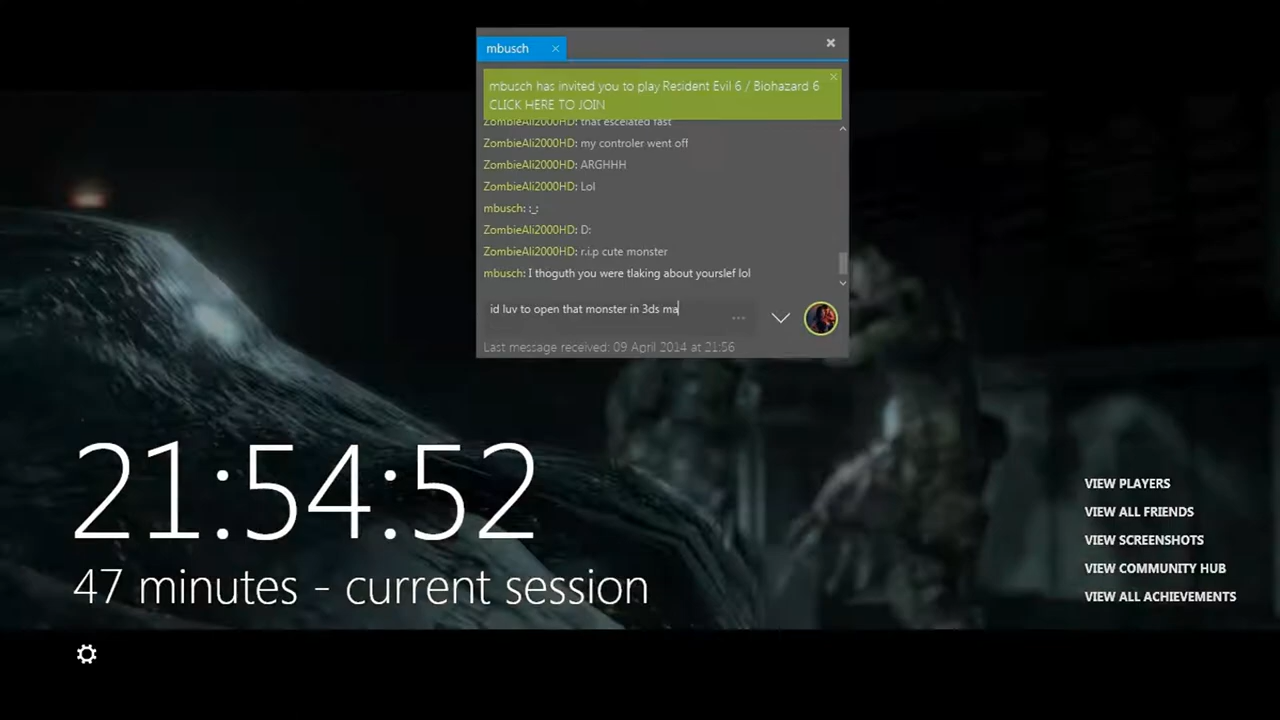 mbusch
mbusch has invited you to play Resident Evil 6 / Biohazard 6
CLICK HERE TO JOIN
ZombieAli2000HD: that escelated fast
ZombieAli2000HD: my controler went off
ZombieAli2000HD: ARGHHH
ZombieAli2000HD: Lol
mbusch: :_:
ZombieAli2000HD: D:
ZombieAli2000HD: r.i.p cute monster
mbusch: I thoguth you were tlaking about yourslef lol
id luv to open that monster in 3ds ma
Last message received: 09 April 2014 at 21:56
21:54:52
47 minutes - current session
VIEW PLAYERS
VIEW ALL FRIENDS
VIEW SCREENSHOTS
VIEW COMMUNITY HUB
VIEW ALL ACHIEVEMENTS